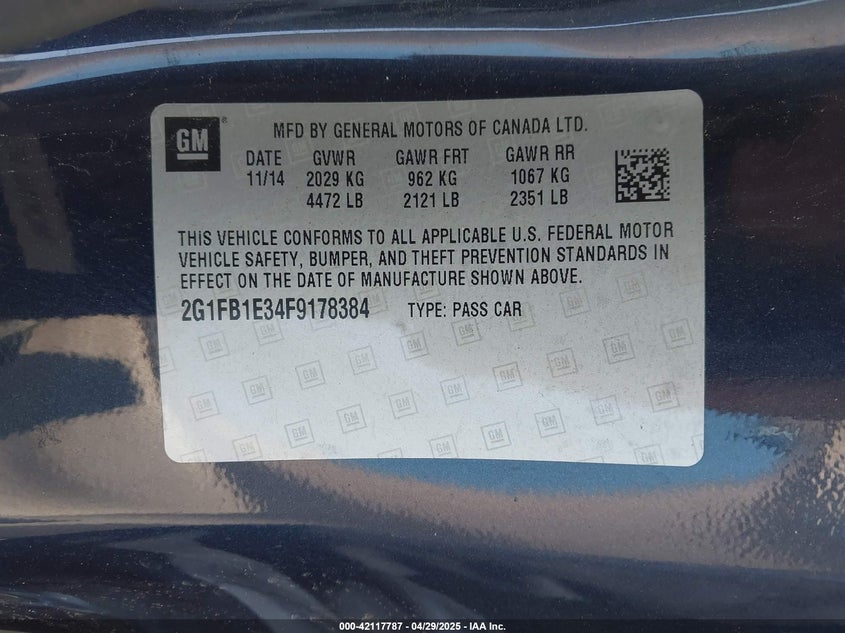 GM
®
MFD BY GENERAL MOTORS OF CANADA LTD.
DATE GVWR GAWR FRT GAWR RR
11/14 2029 KG 962 KG 1067 KG
4472 LB 2121 LB 2351 LB
THIS VEHICLE CONFORMS TO ALL APPLICABLE U.S. FEDERAL MOTOR
VEHICLE SAFETY, BUMPER, AND THEFT PREVENTION STANDARDS IN
EFFECT ON THE DATE OF MANUFACTURE SHOWN ABOVE.
2G1FB1E34F9178384 TYPE: PASS CAR
000-42117787 - 04/29/2025 - IAA Inc.